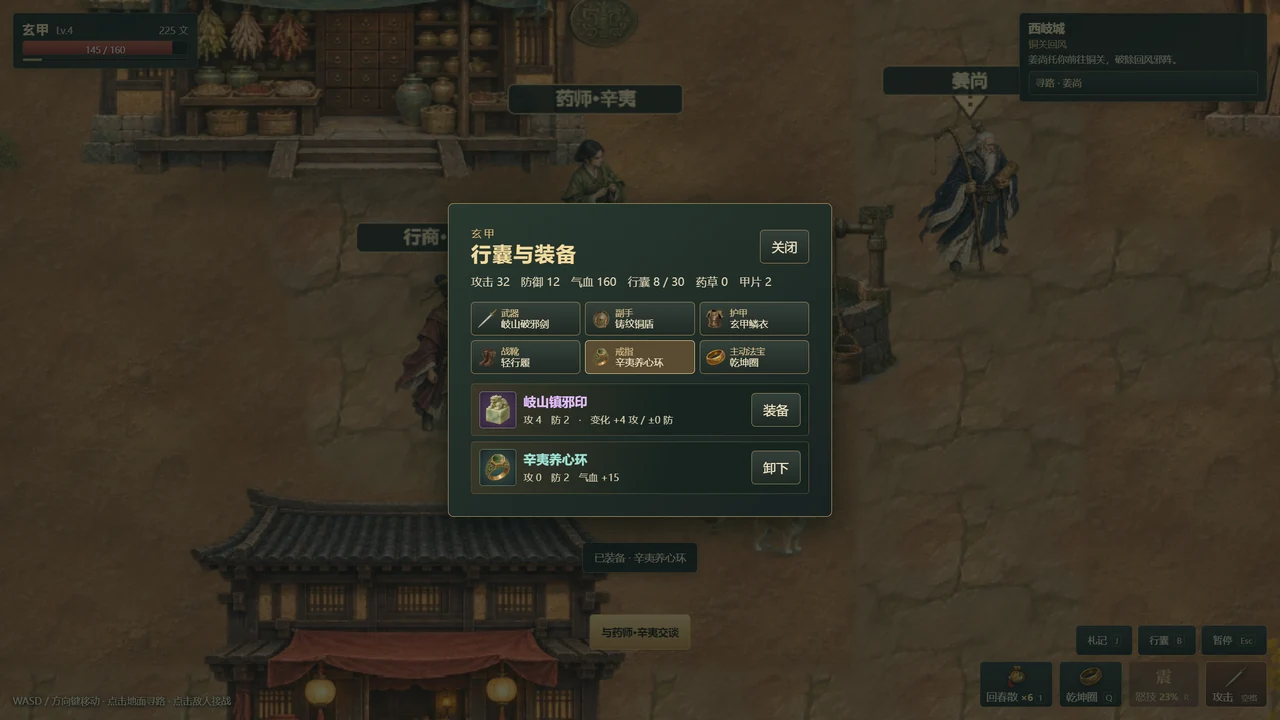 玄甲 Lv.4 225 文
145 / 160
西岐城
铜关回风
姜尚托你前往铜关，破除回风邪阵。
寻路 · 姜尚
药师•辛夷
姜尚
行商•
玄甲
行囊与装备
关闭
攻击 32 防御 12 气血 160 行囊 8 / 30 药草 0 甲片 2
武器
岐山破邪剑
副手
铸纹铜盾
护甲
玄甲鳞衣
战靴
轻行履
戒指
辛夷养心环
主动法宝
乾坤圈
岐山镇邪印
攻 4 防 2 · 变化 +4 攻 / ±0 防
装备
辛夷养心环
攻 0 防 2 气血 +15
卸下
已装备 · 辛夷养心环
与药师•辛夷交谈
札记 J
行囊 B
暂停 Esc
回春散 ×6 1
乾坤圈 Q
震
怒技 23% R
攻击 空格
WASD / 方向键移动 · 点击地面寻路 · 点击敌人接战